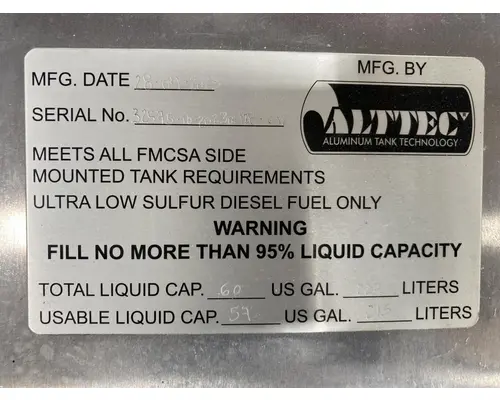 MFG. DATE
MFG. BY
SERIAL No.
ALTTEC
ALUMINUM TANK TECHNOLOGY
MEETS ALL FMCSA SIDE
MOUNTED TANK REQUIREMENTS
ULTRA LOW SULFUR DIESEL FUEL ONLY
WARNING
FILL NO MORE THAN 95% LIQUID CAPACITY
TOTAL LIQUID CAP. 60 US GAL. LITERS
USABLE LIQUID CAP. 57 US GAL. 215 LITERS